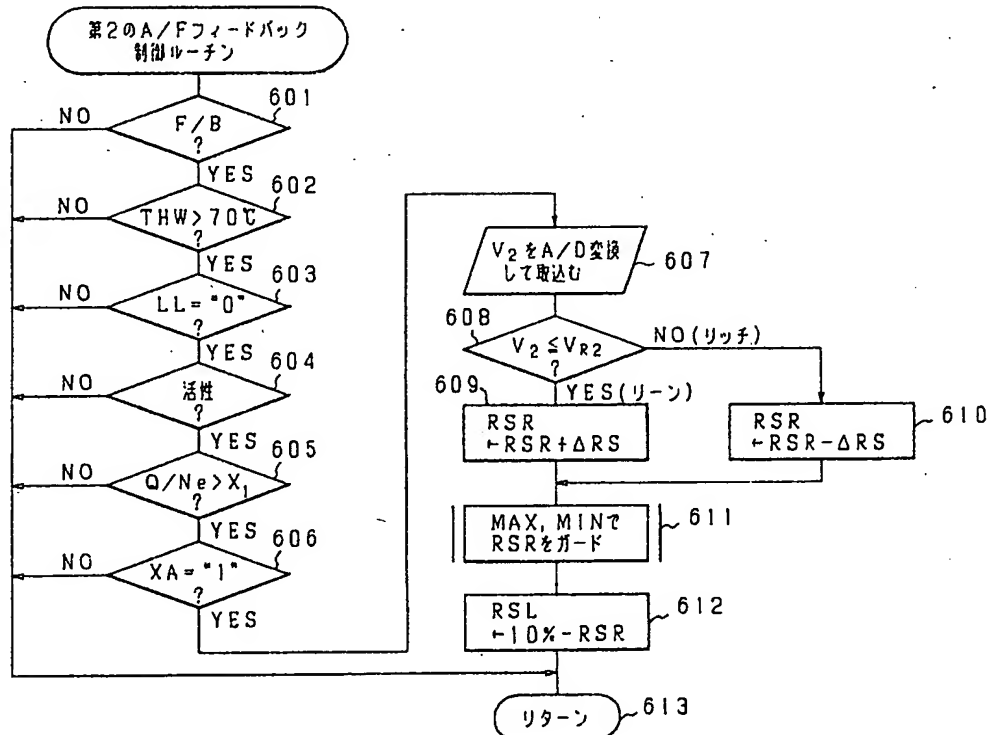 第2のA/Fフィードバック
制御ルーチン
601
NO
F/B
?
YES
602
NO
THW>70℃
?
YES
603
NO
LL="0"
?
YES
604
NO
活性
?
YES
605
NO
Q/Ne>X1
?
YES
606
NO
XA="1"
?
YES
V2をA/D変換
して取込む
607
608
V2≦VR2
?
NO(リッチ)
YES(リーン)
609
RSR
←RSR+ΔRS
RSR
←RSR-ΔRS
610
MAX,MINで
RSRをガード
611
RSL
←10%-RSR
612
リターン
613